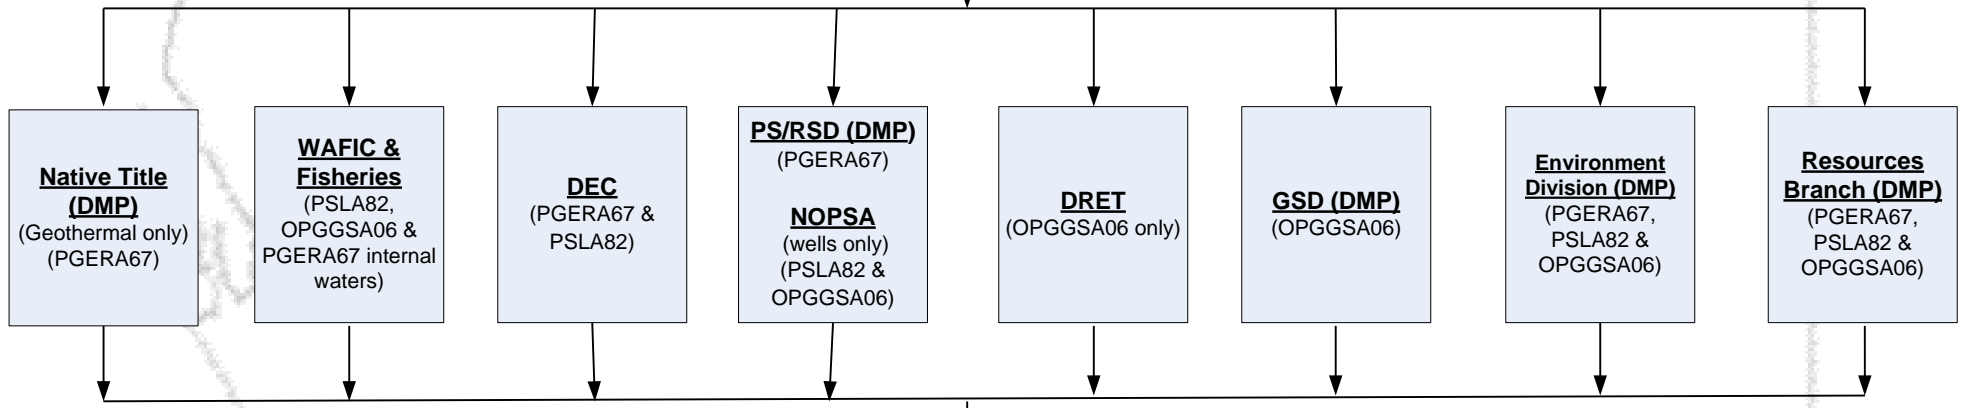 Native Title
(DMP)
(Geothermal only)
(PGERA67)
WAFIC &
Fisheries
(PSLA82,
OPGGSA06 &
PGERA67 internal
waters)
DEC
(PGERA67 &
PSLA82)
PS/RSD (DMP)
(PGERA67)
NOPSA
(wells only)
(PSLA82 &
OPGGSA06)
DRET
(OPGGSA06 only)
GSD (DMP)
(OPGGSA06)
Environment
Division (DMP)
(PGERA67,
PSLA82 &
OPGGSA06)
Resources
Branch (DMP)
(PGERA67,
PSLA82 &
OPGGSA06)